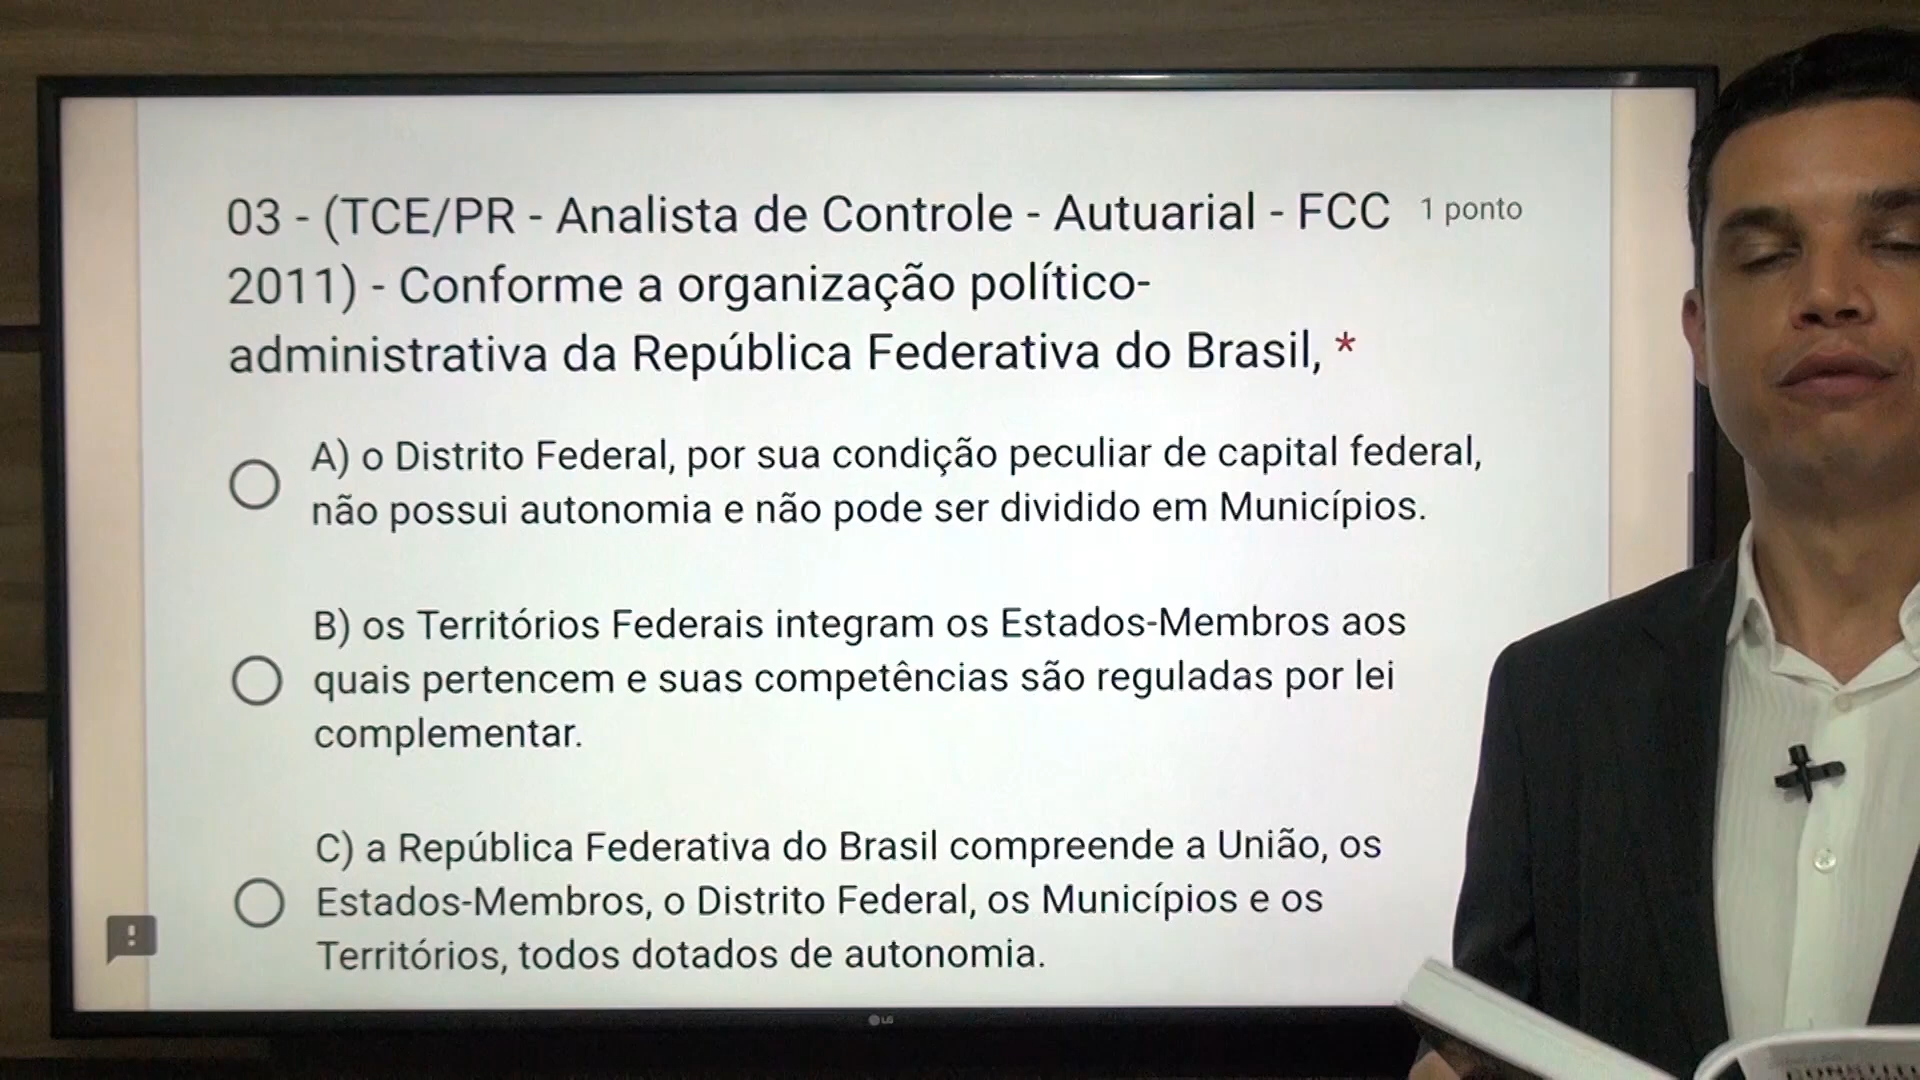 03 - (TCE/PR - Analista de Controle - Autuarial - FCC 1 ponto
2011) - Conforme a organização político-
administrativa da República Federativa do Brasil, *
A) o Distrito Federal, por sua condição peculiar de capital federal,
não possui autonomia e não pode ser dividido em Municípios.
B) os Territórios Federais integram os Estados-Membros aos
quais pertencem e suas competências são reguladas por lei
complementar.
C) a República Federativa do Brasil compreende a União, os
Estados-Membros, o Distrito Federal, os Municípios e os
Territórios, todos dotados de autonomia.
!
LG